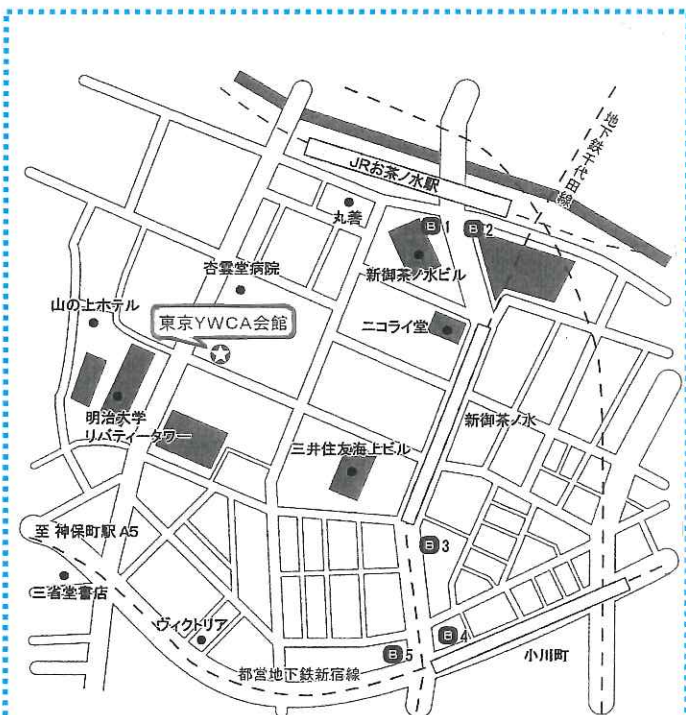 地下鉄千代田線
JRお茶ノ水駅
丸善
B1
B2
新御茶ノ水ビル
杏雲堂病院
山の上ホテル
東京YWCA会館
ニコライ堂
明治大学
リバティータワー
新御茶ノ水
三井住友海上ビル
至 神保町駅 A5
B3
三省堂書店
ヴィクトリア
B4
B5
小川町
都営地下鉄新宿線